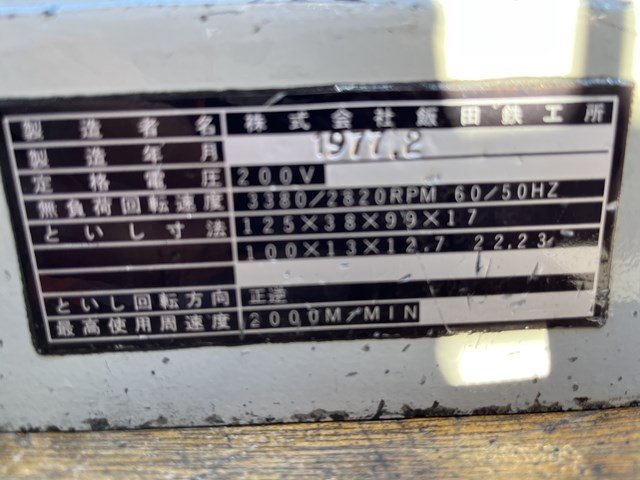 製造者名 株式会社飯田鉄工所
製造年月 1977.2
定格電圧 200V
無負荷回転速度 3380/2820RPM 60/50HZ
といし寸法 125×38×99×17
100×13×12.7 22.23
といし回転方向 正逆
最高使用周速度 2000M/MIN